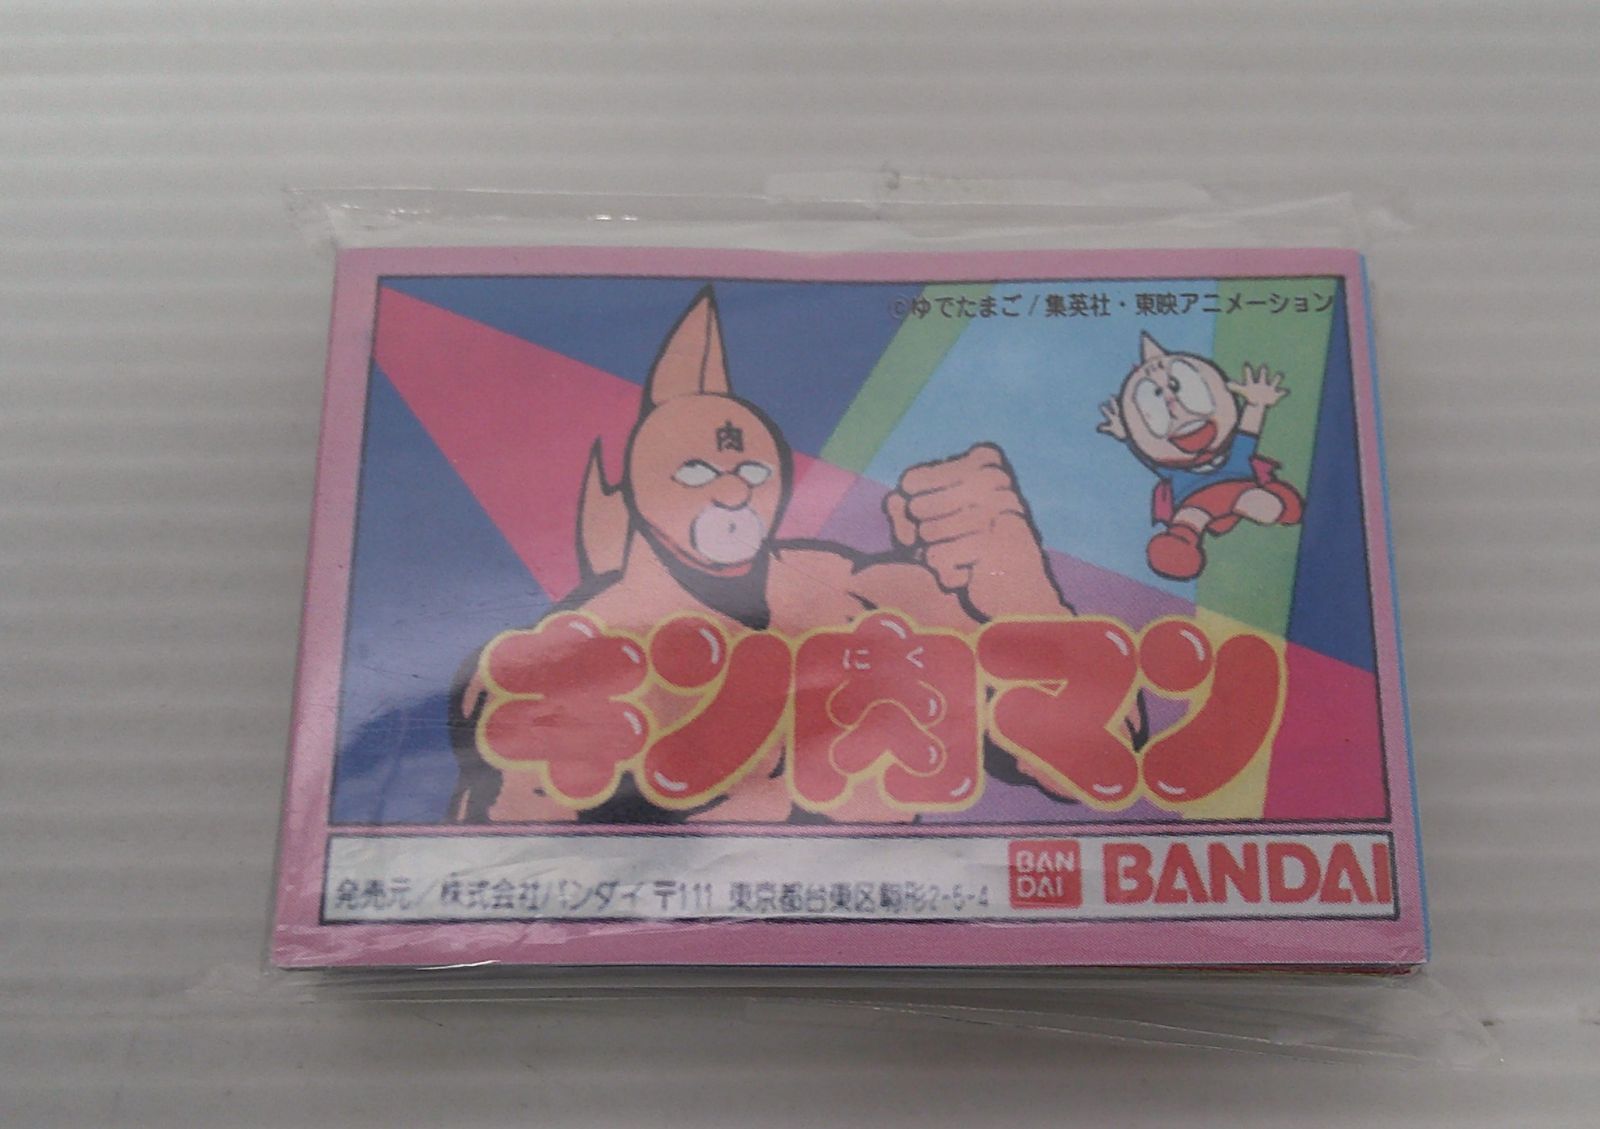 ©ゆでたまご/集英社・東映アニメーション
肉
キン肉マン
にく
発売元/株式会社バンダイ 〒111 東京都台東区駒形2-5-4
BAN
DAI
BANDAI